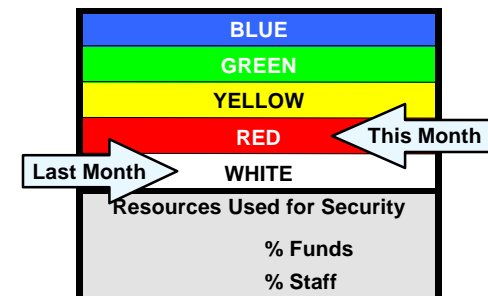 BLUE
GREEN
YELLOW
RED
This Month
Last Month
WHITE
Resources Used for Security
% Funds
% Staff